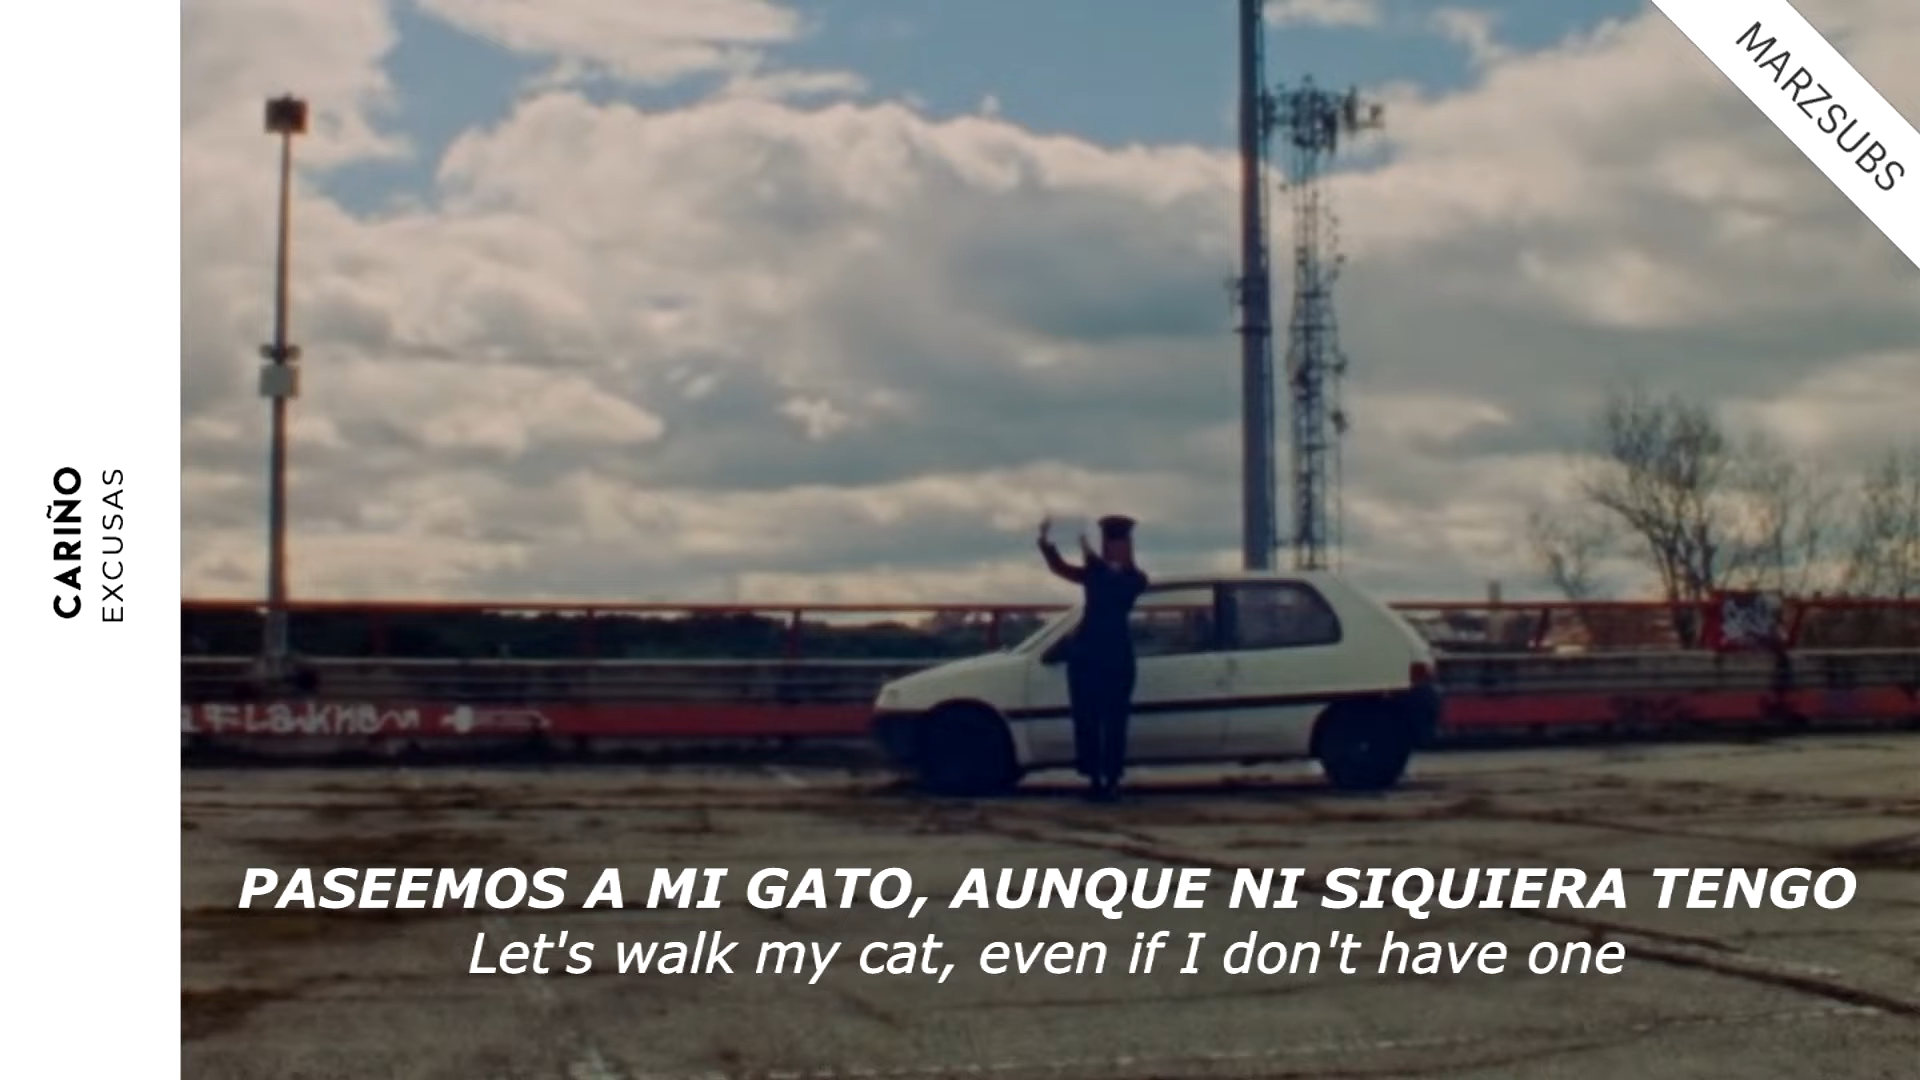 CARIÑO
EXCUSAS
MARZSUBS
PASEEMOS A MI GATO, AUNQUE NI SIQUIERA TENGO
Let's walk my cat, even if I don't have one